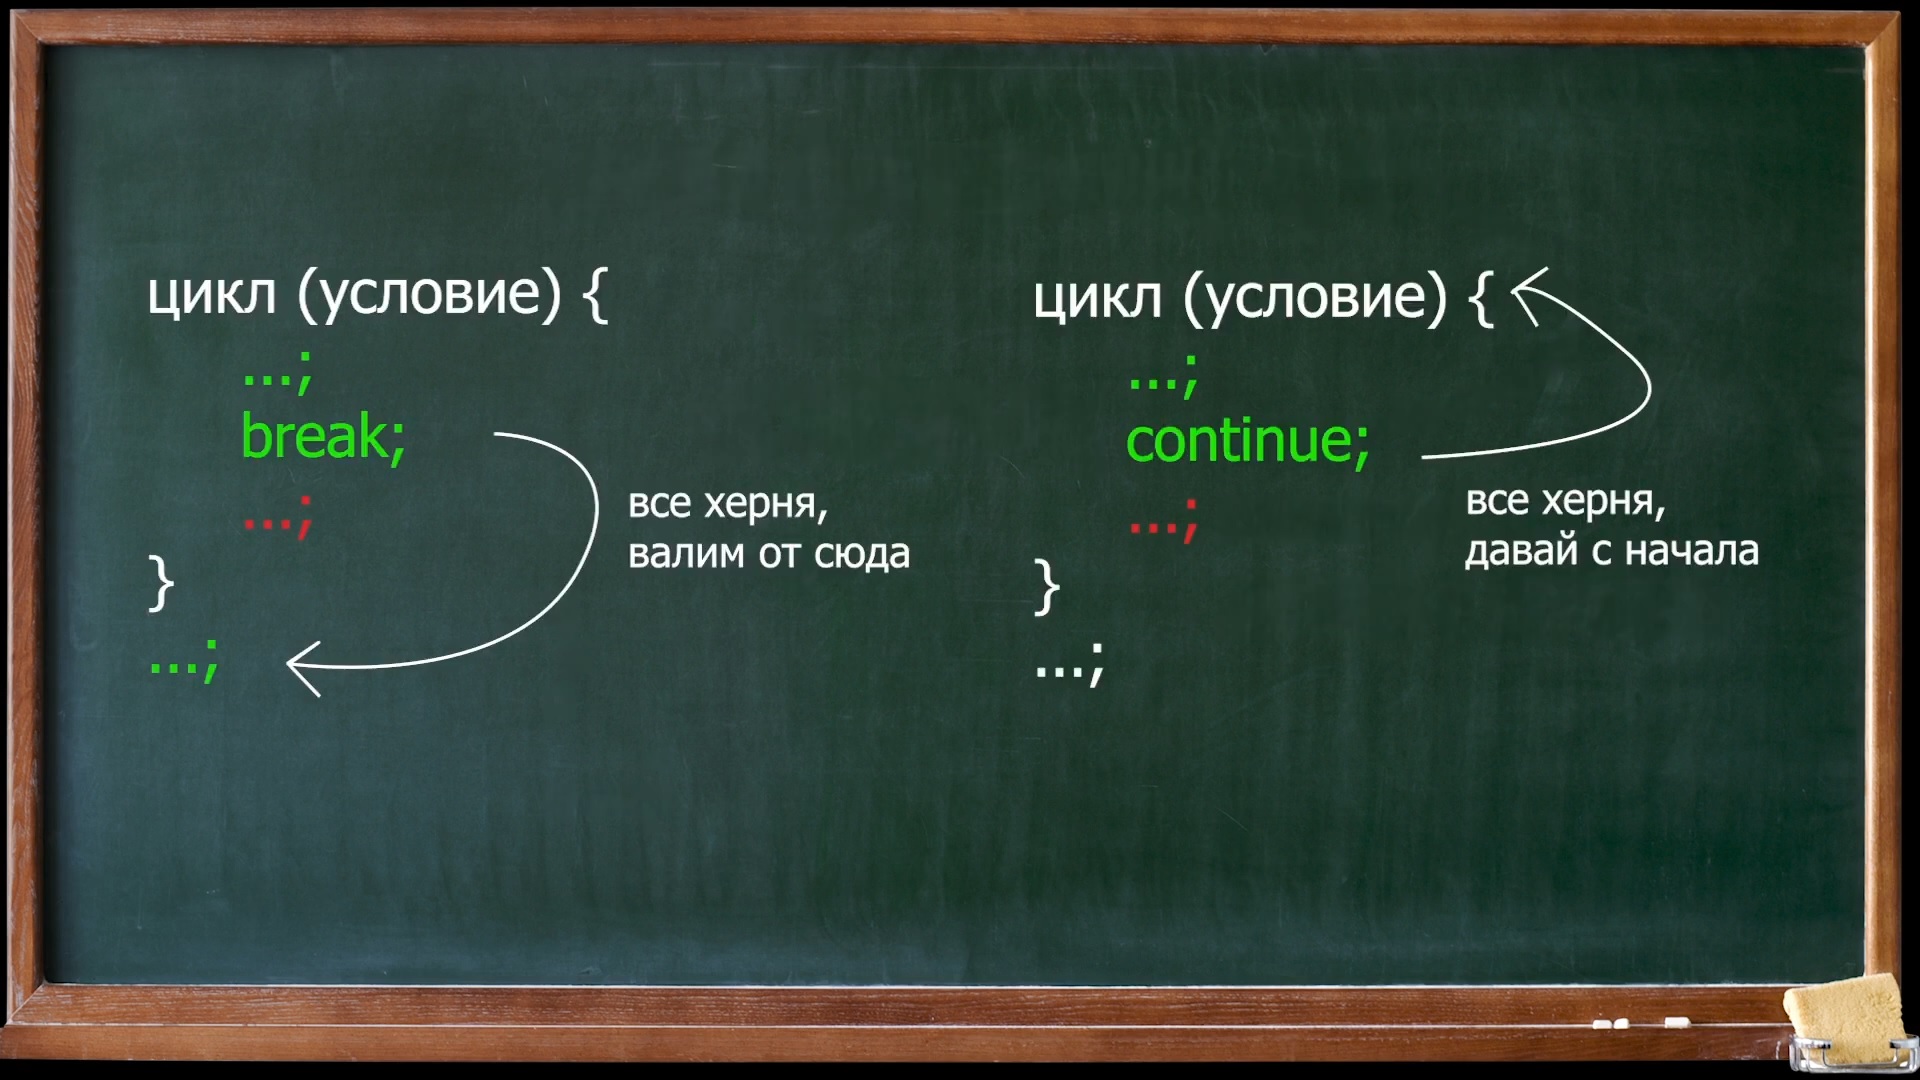 цикл (условие) {
...;
break;
...;
}
...;
все херня,
валим от сюда
цикл (условие) {
...;
continue;
...;
}
...;
все херня,
давай с начала